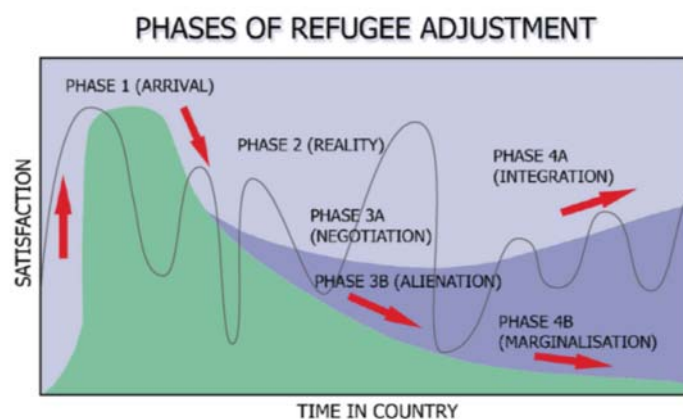 PHASES OF REFUGEE ADJUSTMENT
PHASE 1 (ARRIVAL)
PHASE 2 (REALITY)
PHASE 4A
(INTEGRATION)
PHASE 3A
(NEGOTIATION)
PHASE 3B (ALIENATION)
PHASE 4B
(MARGINALISATION)
SATISFACTION
TIME IN COUNTRY